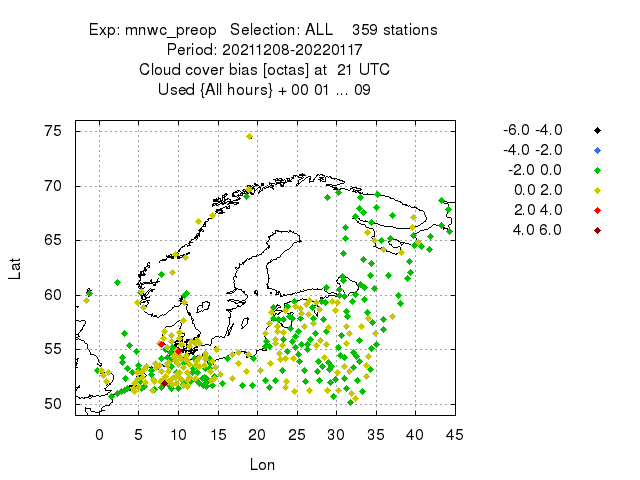 Exp: mnwc_preop   Selection: ALL    359 stations
Period: 20211208-20220117
Cloud cover bias [octas] at  21 UTC
Used {All hours} + 00 01 ... 09
-6.0 -4.0
-4.0 -2.0
-2.0 0.0
0.0 2.0
2.0 4.0
4.0 6.0
75
70
65
60
55
50
Lat
0 5 10 15 20 25 30 35 40 45
Lon